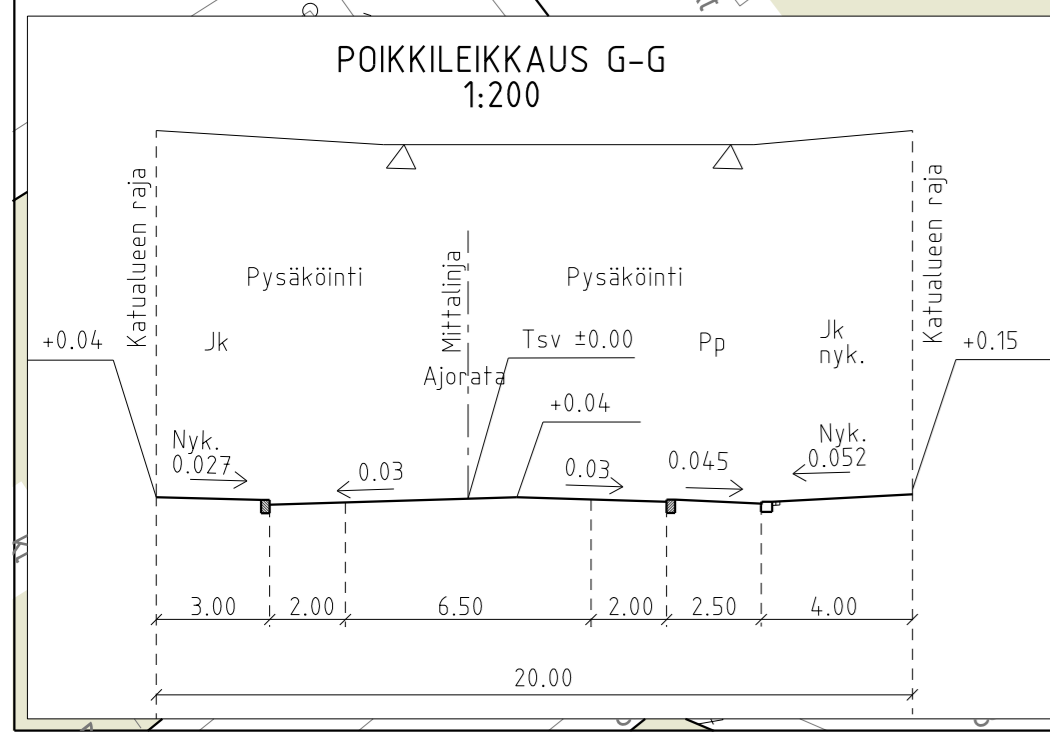 POIKKILEIKKAUS G-G
1:200
Katualueen raja
Katualueen raja
Pysäköinti
Mittalinja
Pysäköinti
+0.04
Jk
Tsv ±0.00
Pp
Jk
nyk.
+0.15
Ajorata
+0.04
Nyk.
0.027
0.03
0.03
0.045
Nyk.
0.052
3.00
2.00
6.50
2.00
2.50
4.00
20.00